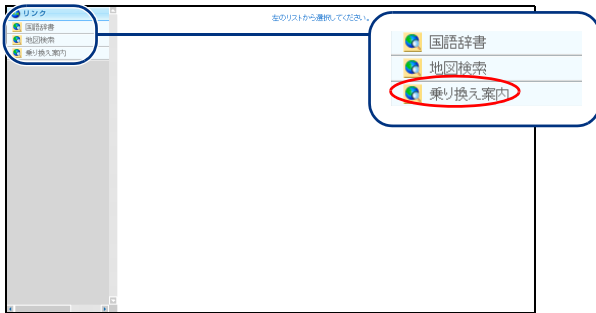 リンク
国語辞書
地図検索
乗り換え案内
左のリストから選択してください。
国語辞書
地図検索
乗り換え案内